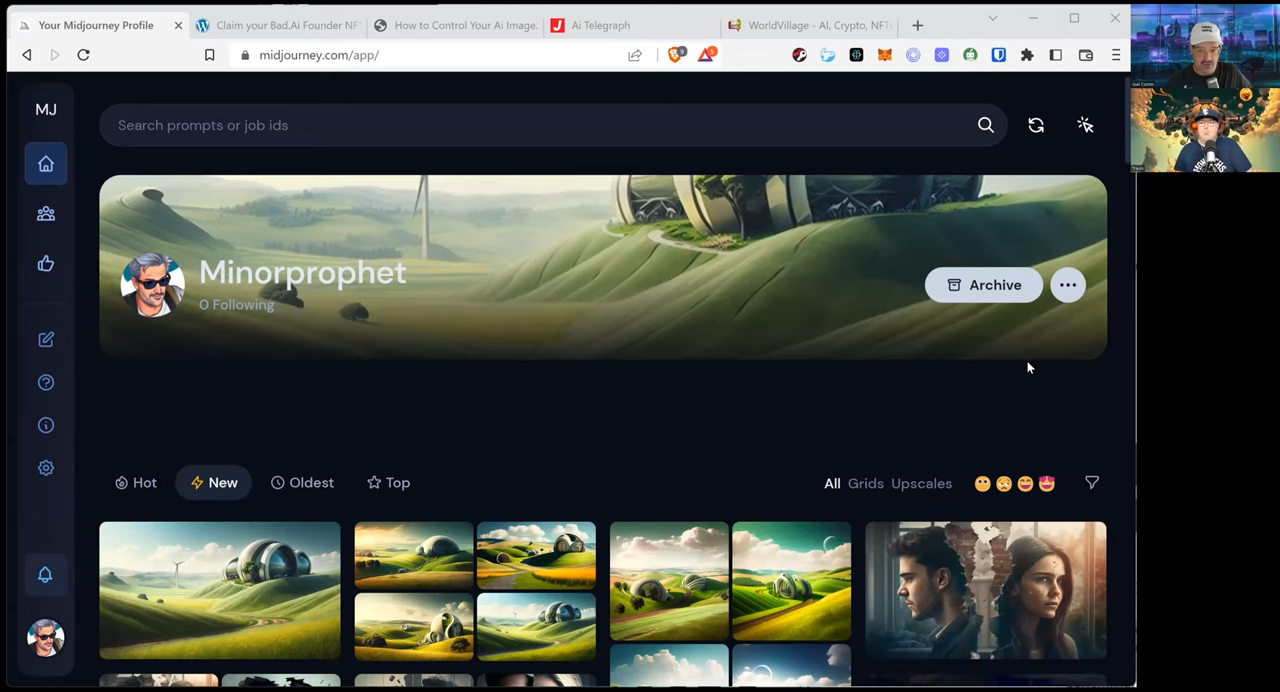 Your Midjourney Profile
Claim your Bad.Ai Founder NF
How to Control Your Ai Image.
Ai Telegraph
WorldVillage - AI, Crypto, NFT
midjourney.com/app/
Joel Comm
MJ
Search prompts or job ids
Minorprophet
0 Following
Archive
Hot
New
Oldest
Top
All Grids Upscales